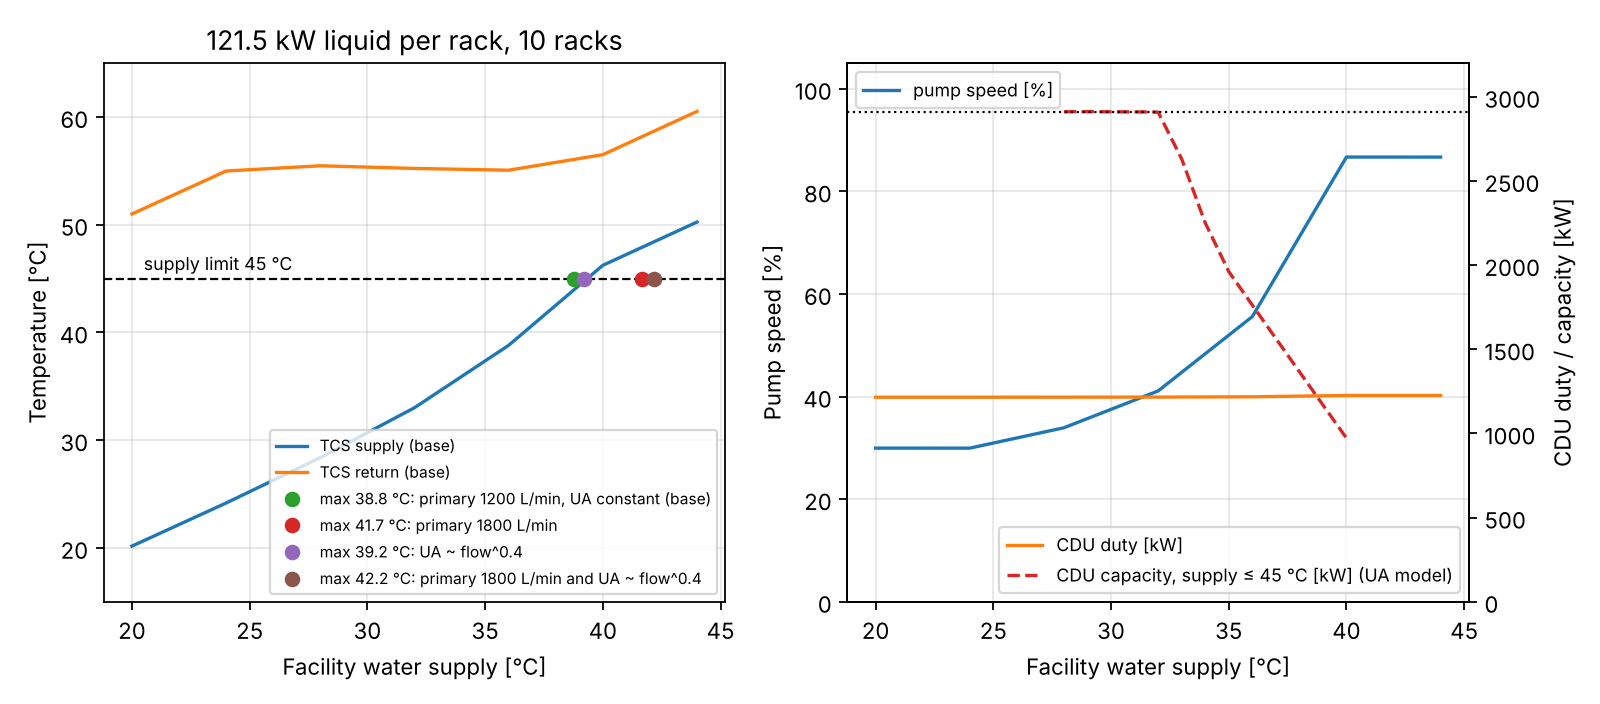 121.5 kW liquid per rack, 10 racks
Temperature [°C]
60
50
40
30
20
supply limit 45 °C
TCS supply (base)
TCS return (base)
max 38.8 °C: primary 1200 L/min, UA constant (base)
max 41.7 °C: primary 1800 L/min
max 39.2 °C: UA ~ flow^0.4
max 42.2 °C: primary 1800 L/min and UA ~ flow^0.4
20 25 30 35 40 45
Facility water supply [°C]
Pump speed [%]
100
80
60
40
20
0
pump speed [%]
CDU duty [kW]
CDU capacity, supply ≤ 45 °C [kW] (UA model)
3000
2500
2000
1500
1000
500
0
CDU duty / capacity [kW]
20 25 30 35 40 45
Facility water supply [°C]